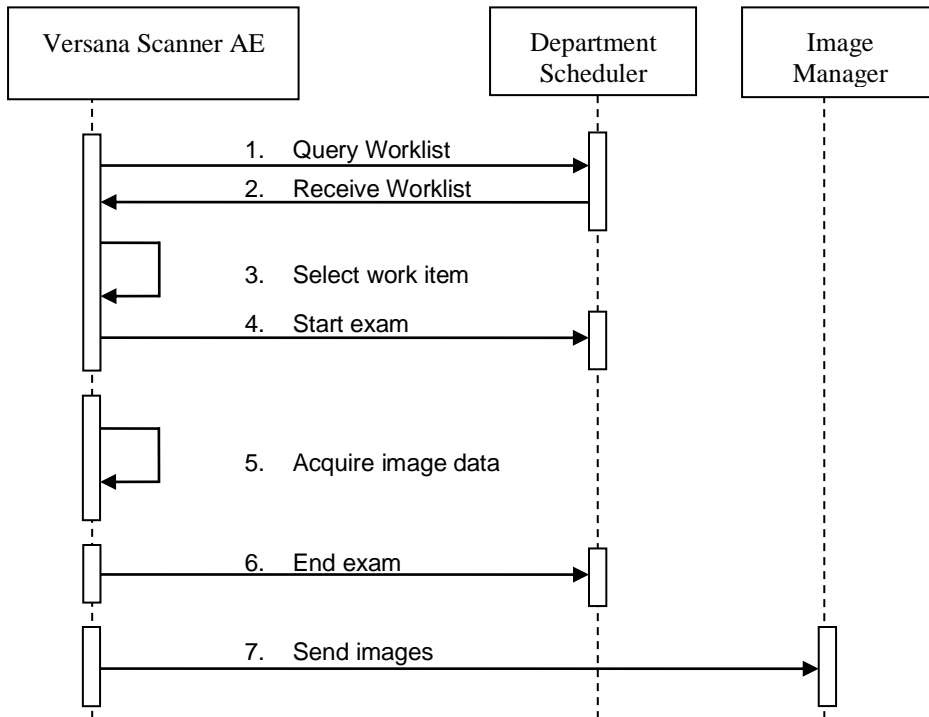 Versana Scanner AE
Department
Scheduler
Image
Manager
1. Query Worklist
2. Receive Worklist
3. Select work item
4. Start exam
5. Acquire image data
6. End exam
7. Send images